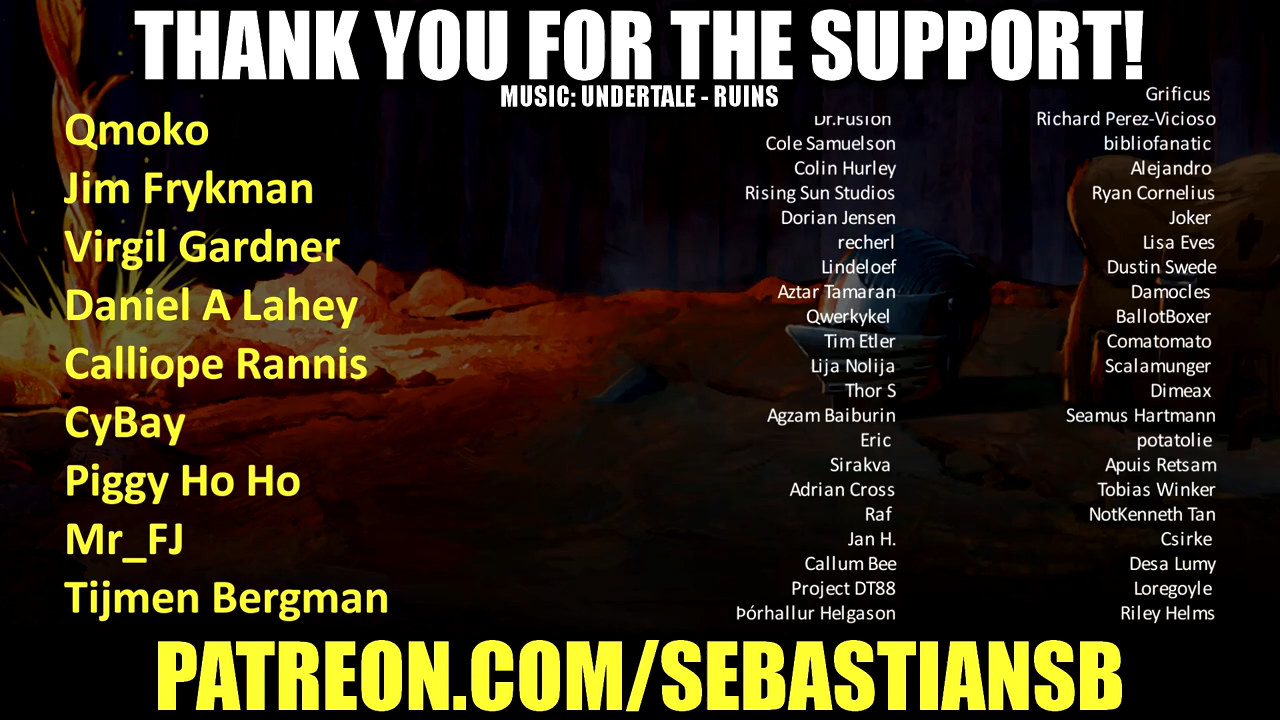 THANK YOU FOR THE SUPPORT!
MUSIC: UNDERTALE - RUINS
Qmoko
Jim Frykman
Virgil Gardner
Daniel A Lahey
Calliope Rannis
CyBay
Piggy Ho Ho
Mr_FJ
Tijmen Bergman
Dr.Fusion
Cole Samuelson
Colin Hurley
Rising Sun Studios
Dorian Jensen
recherl
Lindeloef
Aztar Tamaran
Qwerkykel
Tim Etler
Lija Nolija
Thor S
Agzam Baiburin
Eric
Sirakva
Adrian Cross
Raf
Jan H.
Callum Bee
Project DT88
Þórhallur Helgason
Grificus
Richard Perez-Vicioso
bibliofanatic
Alejandro
Ryan Cornelius
Joker
Lisa Eves
Dustin Swede
Damocles
BallotBoxer
Comatomato
Scalamunger
Dimeax
Seamus Hartmann
potatolie
Apuis Retsam
Tobias Winker
NotKenneth Tan
Csirke
Desa Lumy
Loregoyle
Riley Helms
PATREON.COM/SEBASTIANSB